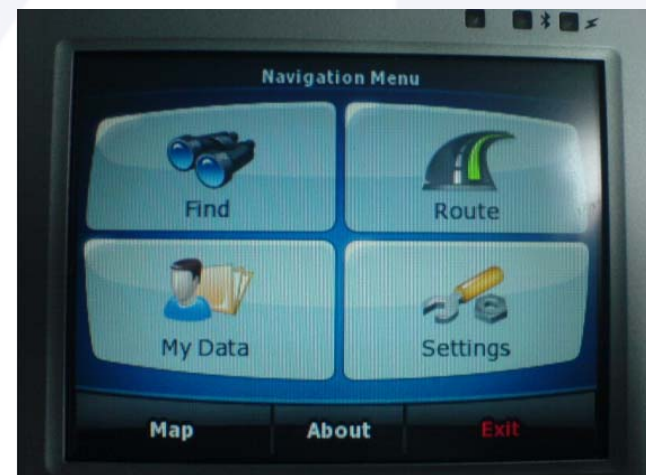 Navigation Menu
Find
Route
My Data
Settings
Map
About
Exit